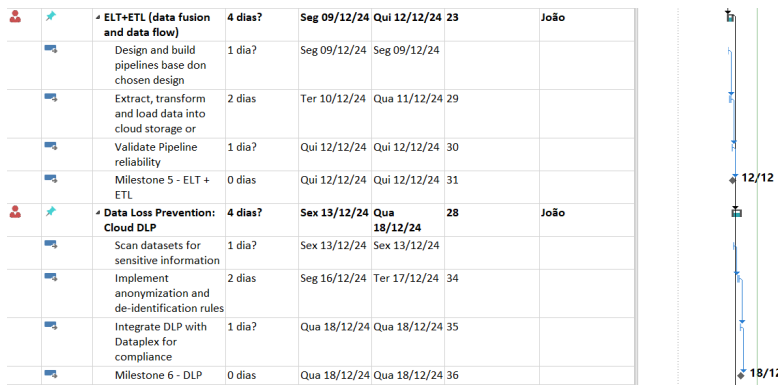 ELT+ETL (data fusion 4 dias? Seg 09/12/24 Qui 12/12/24 23 João
and data flow)
Design and build 1 dia? Seg 09/12/24 Seg 09/12/24
pipelines base don
chosen design
Extract, transform 2 dias Ter 10/12/24 Qua 11/12/24 29
and load data into
cloud storage or
Validate Pipeline 1 dia? Qui 12/12/24 Qui 12/12/24 30
reliability
Milestone 5 - ELT + 0 dias Qui 12/12/24 Qui 12/12/24 31 12/12
ETL
Data Loss Prevention: 4 dias? Sex 13/12/24 Qua 28 João
Cloud DLP 18/12/24
Scan datasets for 1 dia? Sex 13/12/24 Sex 13/12/24
sensitive information
Implement 2 dias Seg 16/12/24 Ter 17/12/24 34
anonymization and
de-identification rules
Integrate DLP with 1 dia? Qua 18/12/24 Qua 18/12/24 35
Dataplex for
compliance
Milestone 6 - DLP 0 dias Qua 18/12/24 Qua 18/12/24 36 18/12